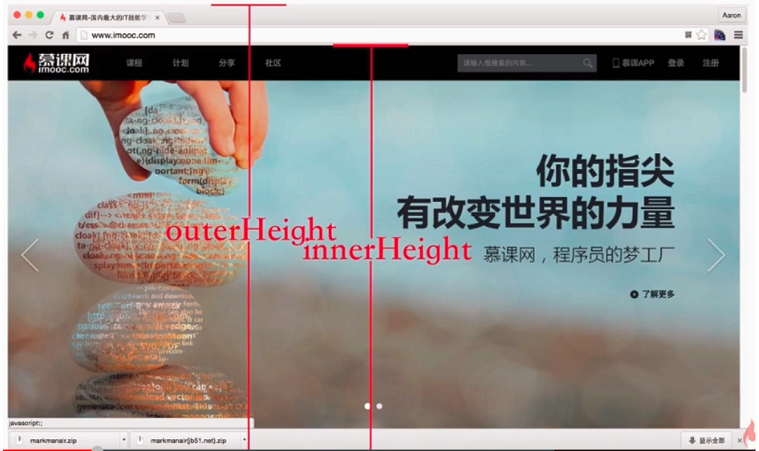 慕课网-国内最大的IT技能学习
Aaron
www.imooc.com
慕课网
imooc.com
课程
计划
分享
社区
请输入想搜索的内容...
慕课APP
登录
注册
你的指尖
有改变世界的力量
慕课网，程序员的梦工厂
了解更多
outerHeight
innerHeight
javascript:;
markmanair.zip
markmanair(jb51.net).zip
显示全部